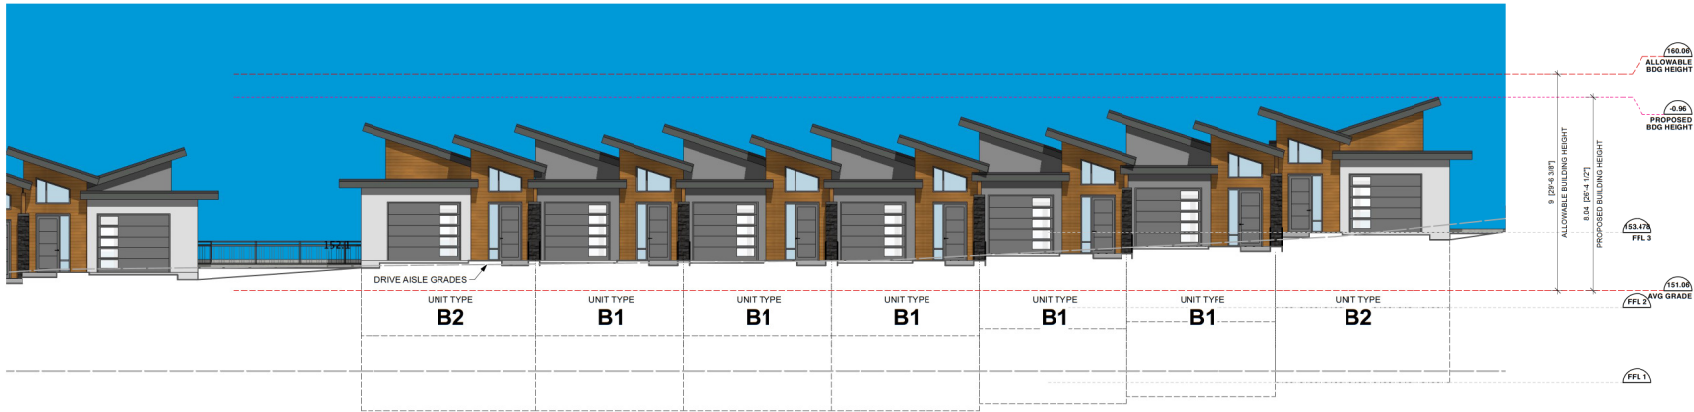 160.06
ALLOWABLE
BDG HEIGHT
-0.96
PROPOSED
BDG HEIGHT
9 [29'-6 3/8"]
ALLOWABLE BUILDING HEIGHT
8.04 [26'-4 1/2"]
PROPOSED BUILDING HEIGHT
153.478
FFL 3
152.1
DRIVE AISLE GRADES
151.06
AVG GRADE
FFL 2
UNIT TYPE
B2
UNIT TYPE
B1
UNIT TYPE
B1
UNIT TYPE
B1
UNIT TYPE
B1
UNIT TYPE
B1
UNIT TYPE
B2
FFL 1